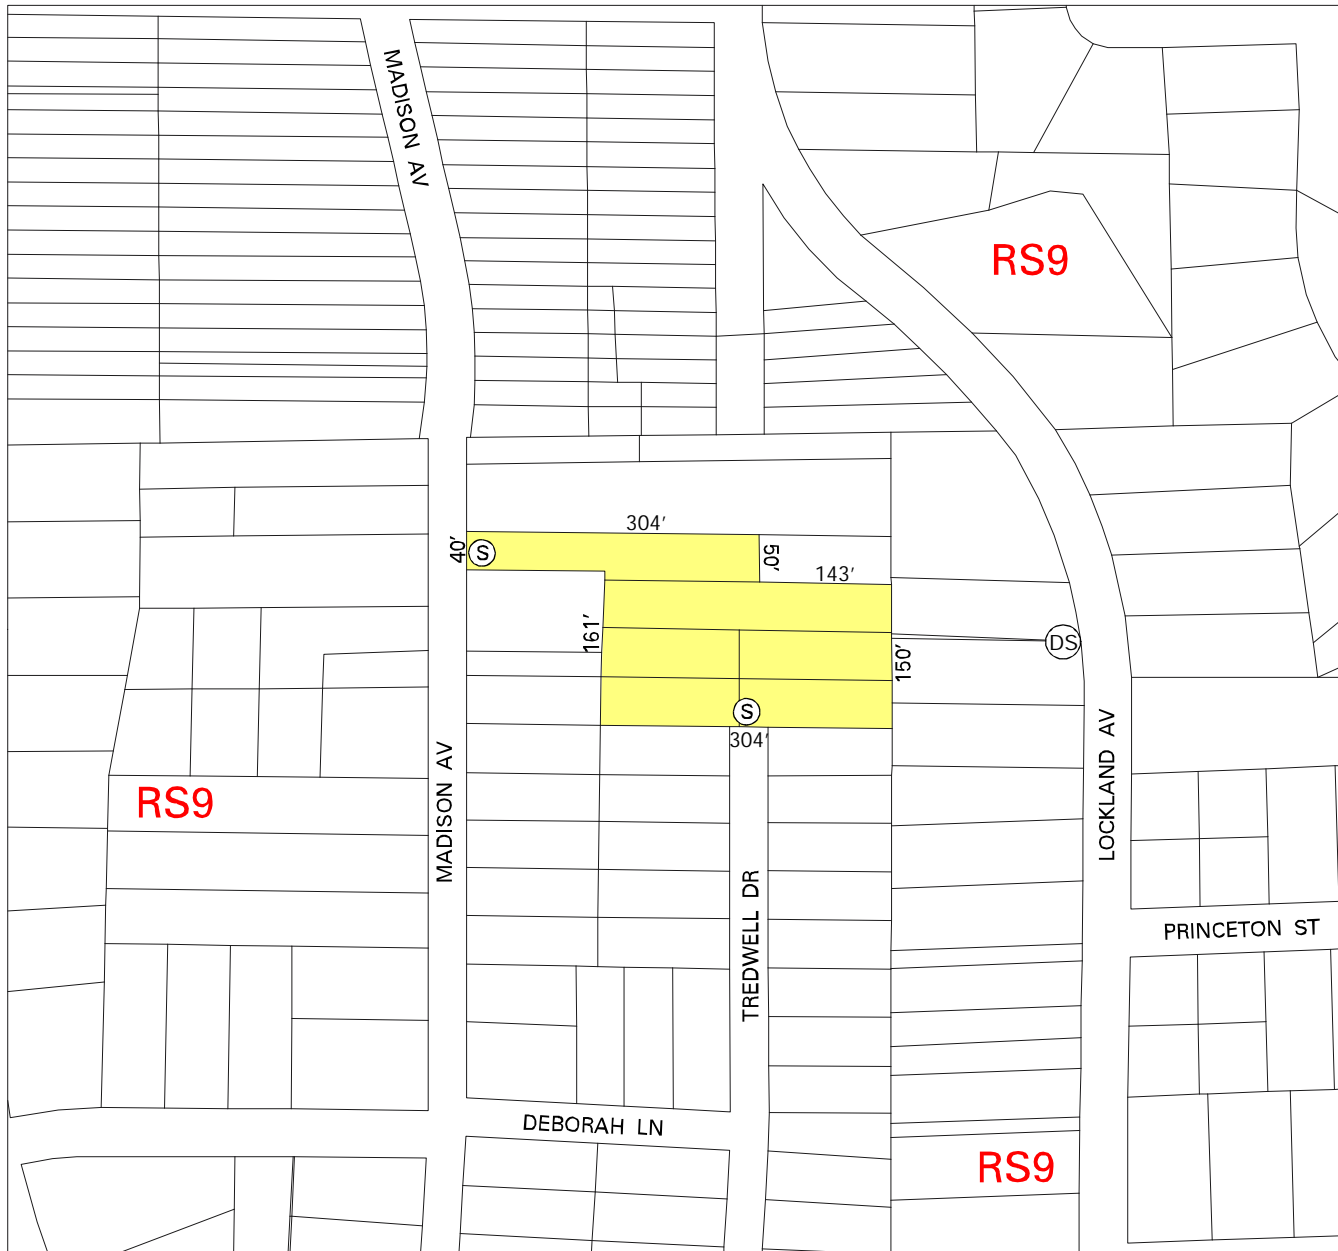 MADISON AV
RS9
304'
40'
S
50'
143'
161'
150'
DS
S
304'
RS9
MADISON AV
LOCKLAND AV
TREDWELL DR
PRINCETON ST
DEBORAH LN
RS9